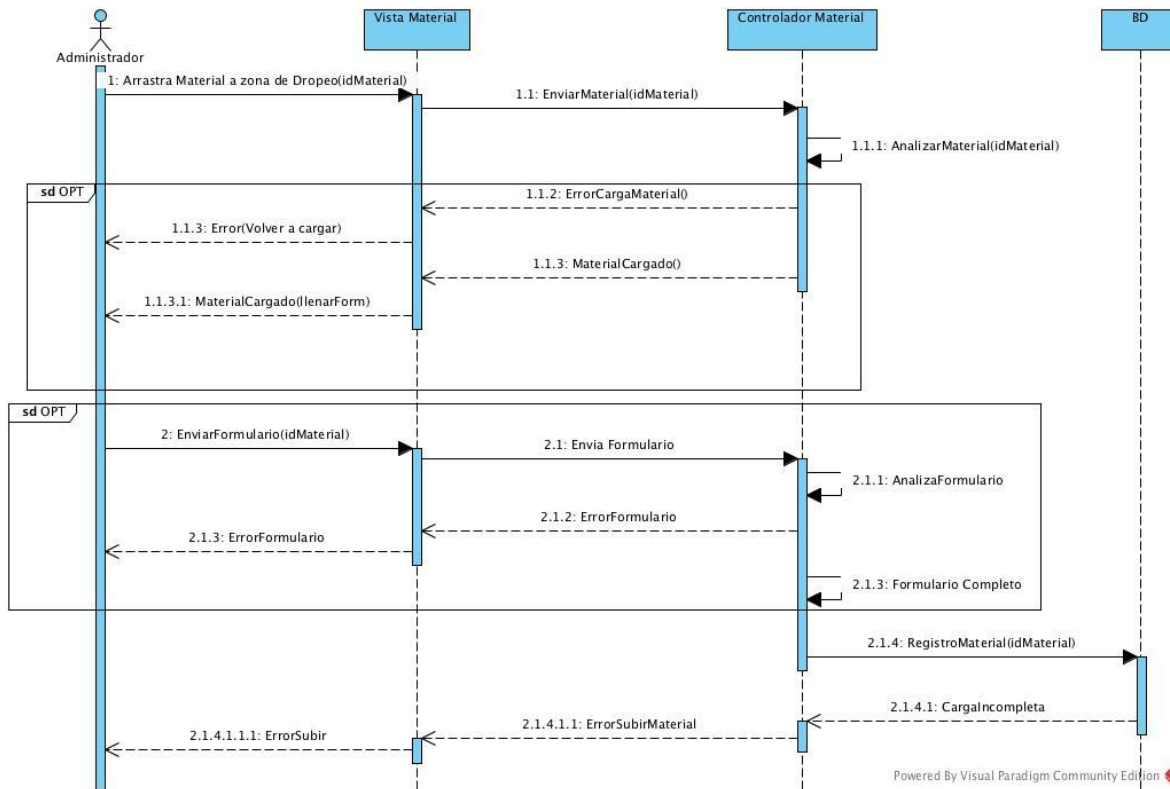 Administrador
Vista Material
Controlador Material
BD
1: Arrastra Material a zona de Dropeo(idMaterial)
1.1: EnviarMaterial(idMaterial)
1.1.1: AnalizarMaterial(idMaterial)
sd OPT
1.1.2: ErrorCargaMaterial()
1.1.3: Error(Volver a cargar)
1.1.3: MaterialCargado()
1.1.3.1: MaterialCargado(llenarForm)
sd OPT
2: EnviarFormulario(idMaterial)
2.1: Envia Formulario
2.1.1: AnalizaFormulario
2.1.2: ErrorFormulario
2.1.3: ErrorFormulario
2.1.3: Formulario Completo
2.1.4: RegistroMaterial(idMaterial)
2.1.4.1: CargaIncompleta
2.1.4.1.1: ErrorSubirMaterial
2.1.4.1.1.1: ErrorSubir
Powered By Visual Paradigm Community Edition